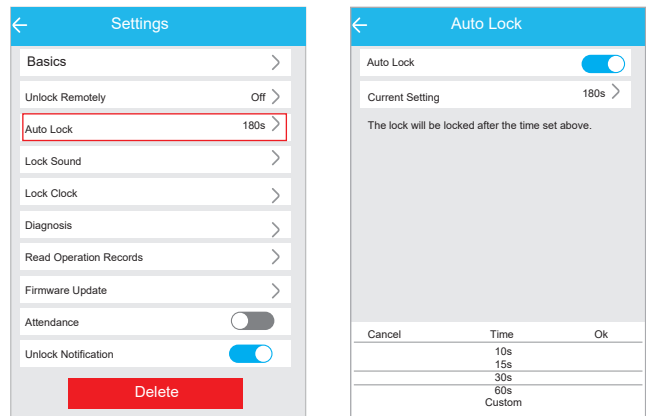 Settings
Basics
Unlock Remotely Off
Auto Lock 180s
Lock Sound
Lock Clock
Diagnosis
Read Operation Records
Firmware Update
Attendance
Unlock Notification
Delete
Auto Lock
Auto Lock
Current Setting 180s
The lock will be locked after the time set above.
Cancel Time Ok
10s
15s
30s
60s
Custom